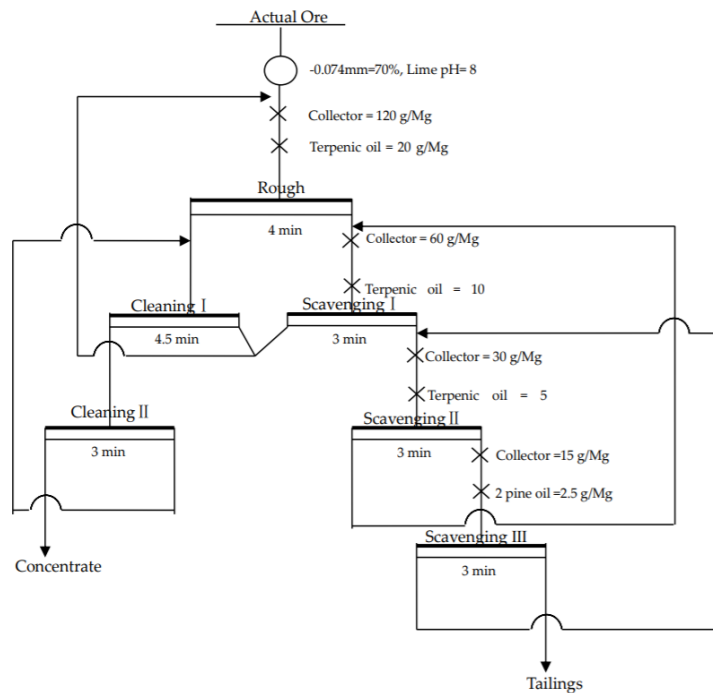 Actual Ore
-0.074mm=70%, Lime pH= 8
Collector = 120 g/Mg
Terpenic oil = 20 g/Mg
Rough
4 min
Collector = 60 g/Mg
Terpenic oil = 10
Cleaning Ⅰ
Scavenging Ⅰ
4.5 min
3 min
Collector = 30 g/Mg
Terpenic oil = 5
Cleaning Ⅱ
Scavenging Ⅱ
3 min
3 min
Collector =15 g/Mg
2 pine oil =2.5 g/Mg
Scavenging Ⅲ
3 min
Concentrate
Tailings